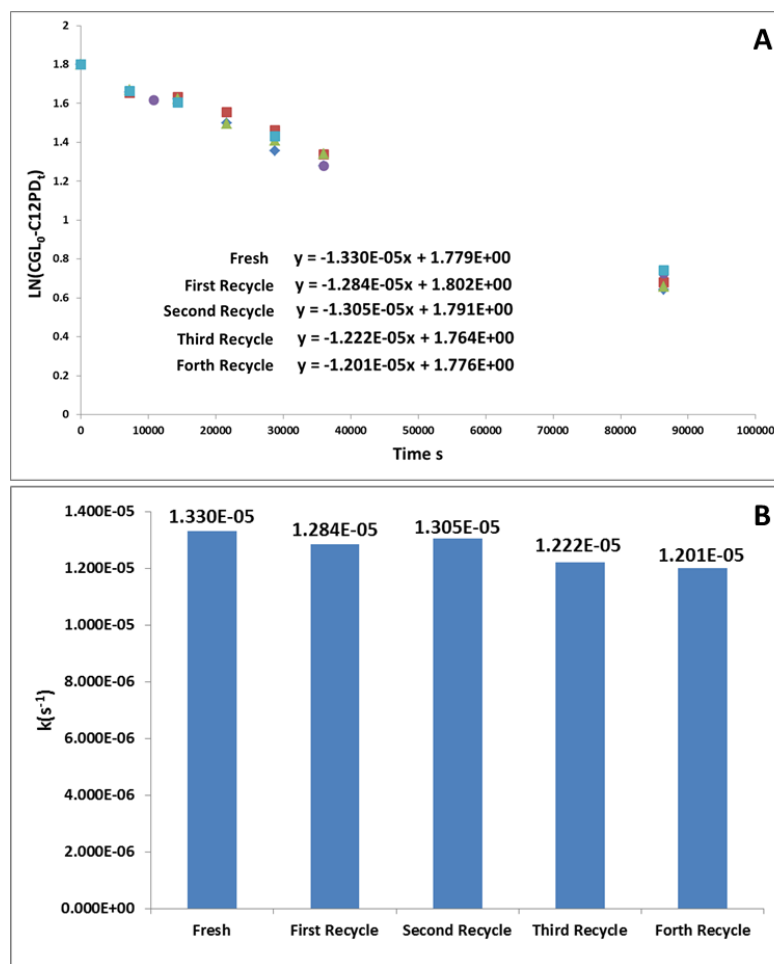 A
LN(CGL₀-C12PDₜ)
2
1.8
1.6
1.4
1.2
1
0.8
0.6
0.4
0.2
0
Fresh y = -1.330E-05x + 1.779E+00
First Recycle y = -1.284E-05x + 1.802E+00
Second Recycle y = -1.305E-05x + 1.791E+00
Third Recycle y = -1.222E-05x + 1.764E+00
Forth Recycle y = -1.201E-05x + 1.776E+00
0 10000 20000 30000 40000 50000 60000 70000 80000 90000 100000
Time s
B
k(s⁻¹)
1.400E-05
1.200E-05
1.000E-05
8.000E-06
6.000E-06
4.000E-06
2.000E-06
0.000E+00
1.330E-05 1.284E-05 1.305E-05 1.222E-05 1.201E-05
Fresh First Recycle Second Recycle Third Recycle Forth Recycle